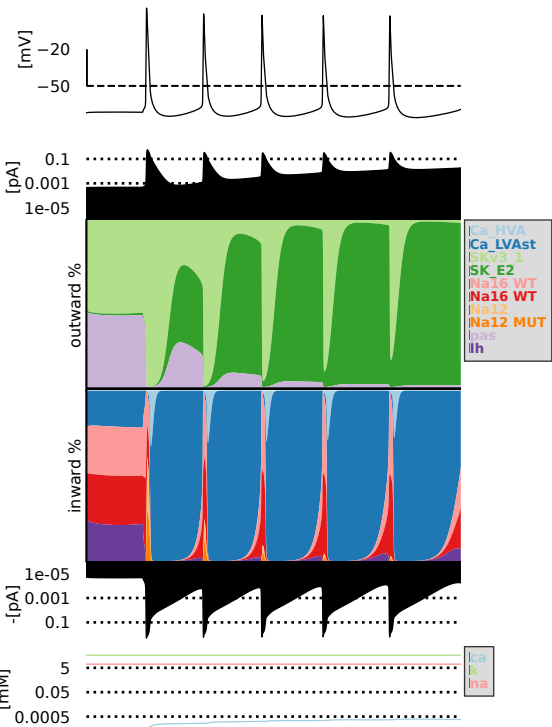 [mV]
−20
−50
[pA]
0.1
0.001
1e-05
outward %
Ca_HVA
Ca_LVAst
SKv3_1
SK_E2
Na16 WT
Na16 WT
Na12
Na12 MUT
pas
Ih
inward %
1e-05
0.001
0.1
-[pA]
ca
k
na
[mM]
5
0.05
0.0005